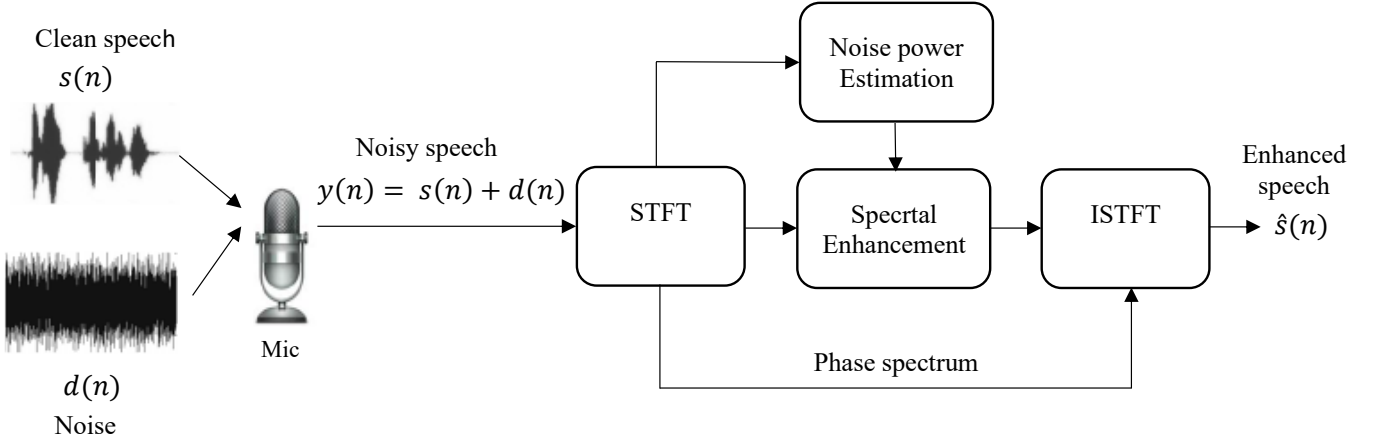 Clean speech
s(n)
d(n)
Noise
Mic
Noisy speech
y(n) = s(n) + d(n)
STFT
Noise power
Estimation
Specrtal
Enhancement
ISTFT
Phase spectrum
Enhanced
speech
ŝ(n)